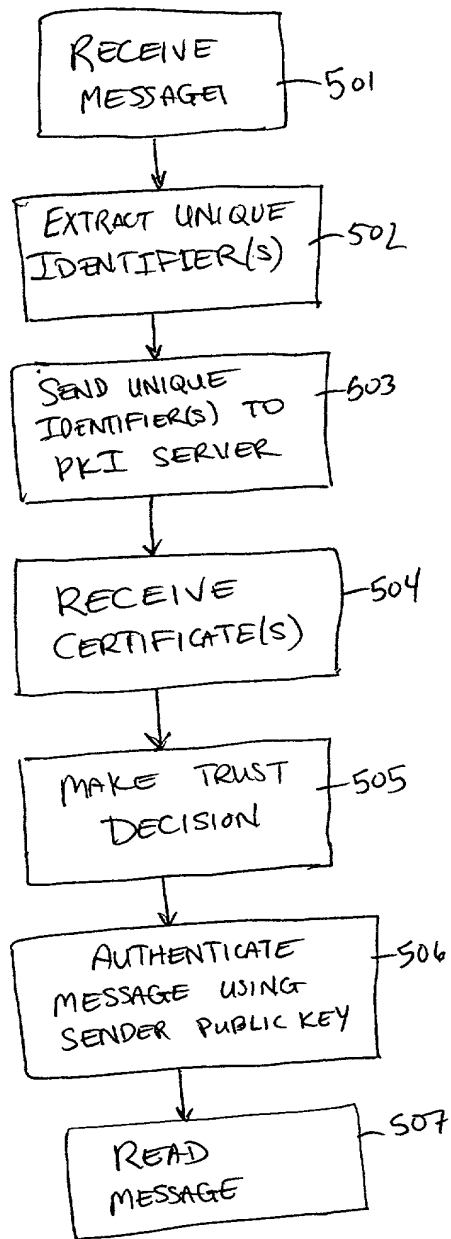 RECEIVE
MESSAGE
501
EXTRACT UNIQUE
IDENTIFIER(S)
502
SEND UNIQUE
IDENTIFIER(S) TO
PKI SERVER
503
RECEIVE
CERTIFICATE(S)
504
MAKE TRUST
DECISION
505
AUTHENTICATE
MESSAGE USING
SENDER PUBLIC KEY
506
READ
MESSAGE
507